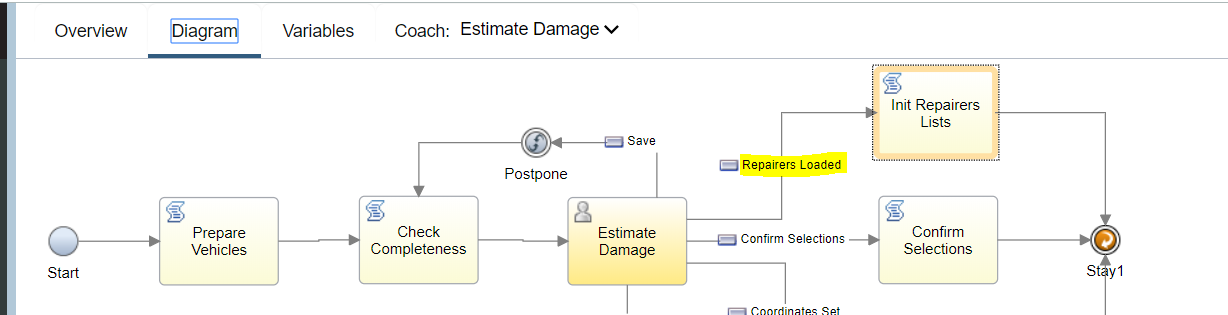 Overview
Diagram
Variables
Coach: Estimate Damage
Init Repairers
Lists
Save
Postpone
Repairers Loaded
Start
Prepare
Vehicles
Check
Completeness
Estimate
Damage
Confirm Selections
Confirm
Selections
Stay1
Coordinates Set